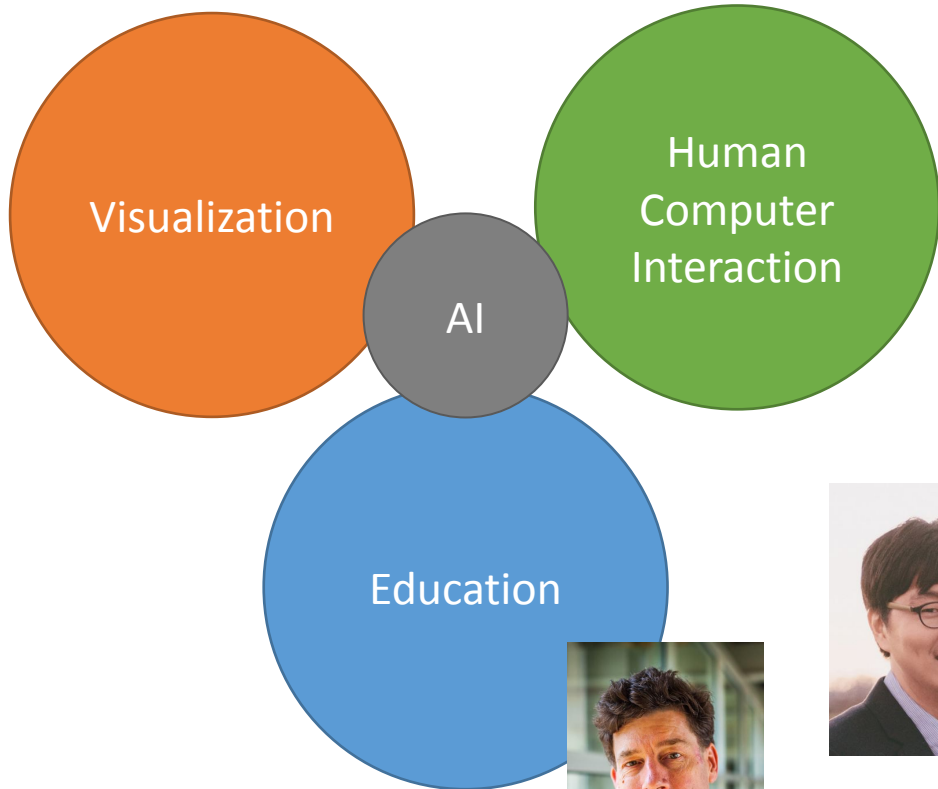 Visualization
Human
Computer
Interaction
AI
Education